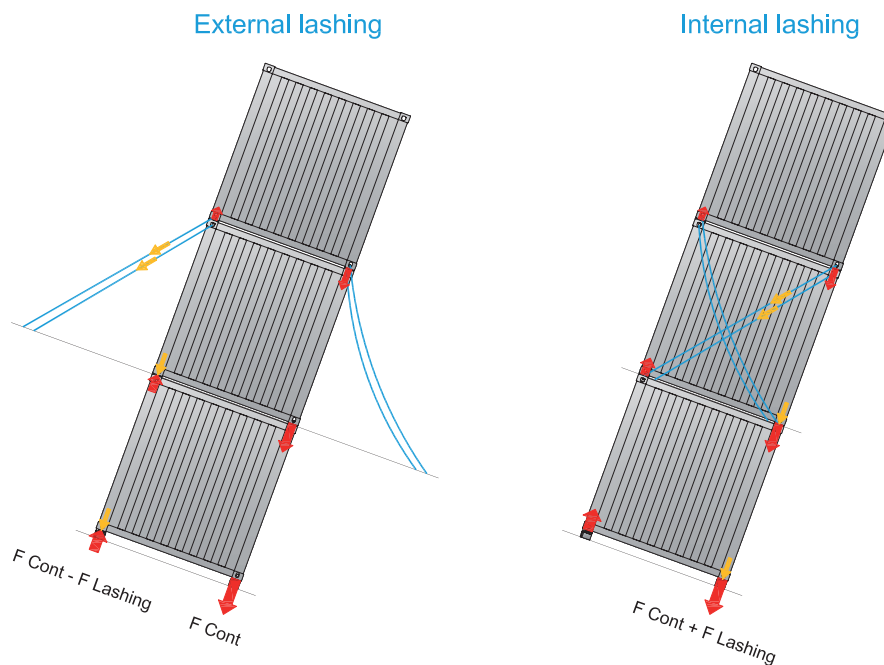 External lashing
Internal lashing
F Cont - F Lashing
F Cont
F Cont + F Lashing